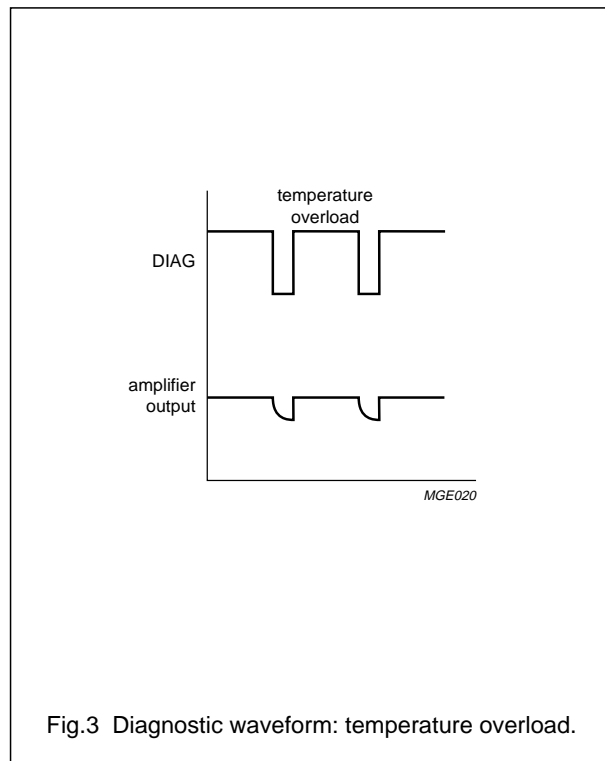 temperature
overload
DIAG
amplifier
output
MGE020
Fig.3 Diagnostic waveform: temperature overload.